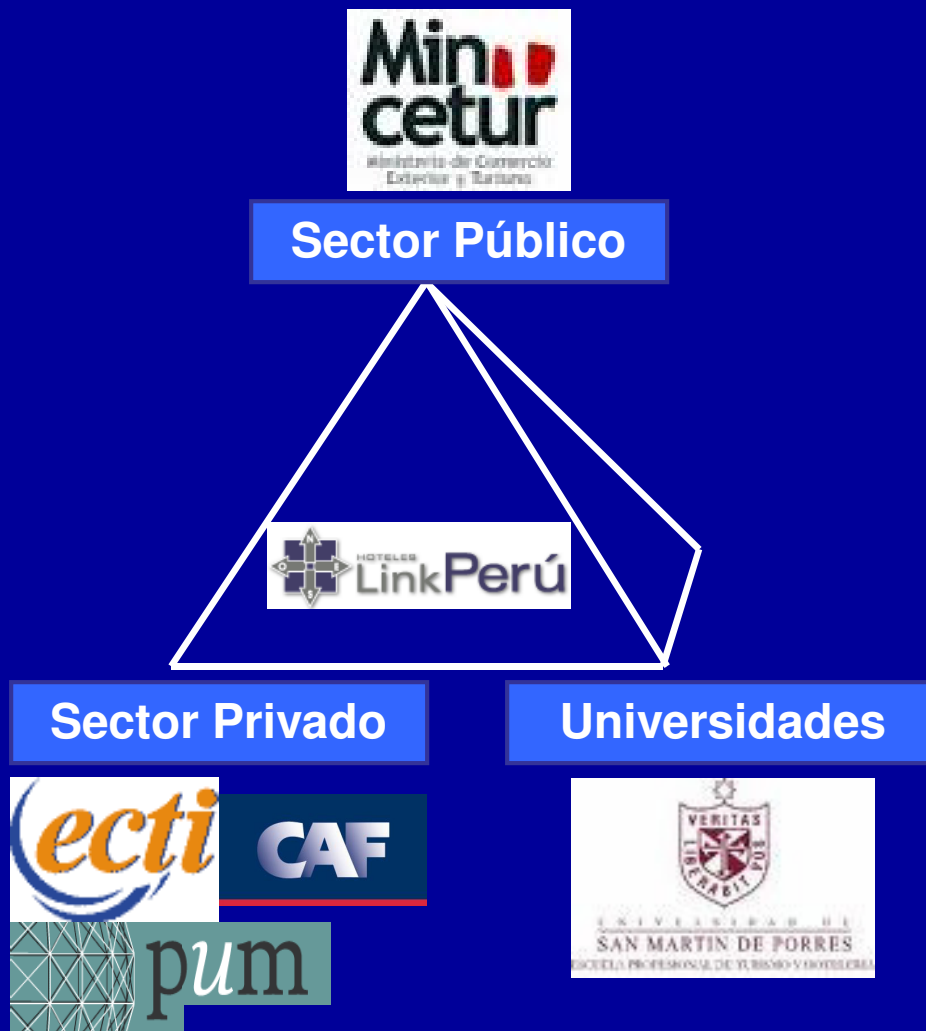 Min
cetur
Ministerio de Comercio
Exterior y Turismo
Sector Público
N
O E
S
HOTELES
LinkPerú
Sector Privado
Universidades
ecti
CAF
pum
VERITAS
LIBERABIT VOS
UNIVERSIDAD DE
SAN MARTIN DE PORRES
ESCUELA PROFESIONAL DE TURISMO Y HOTELERIA